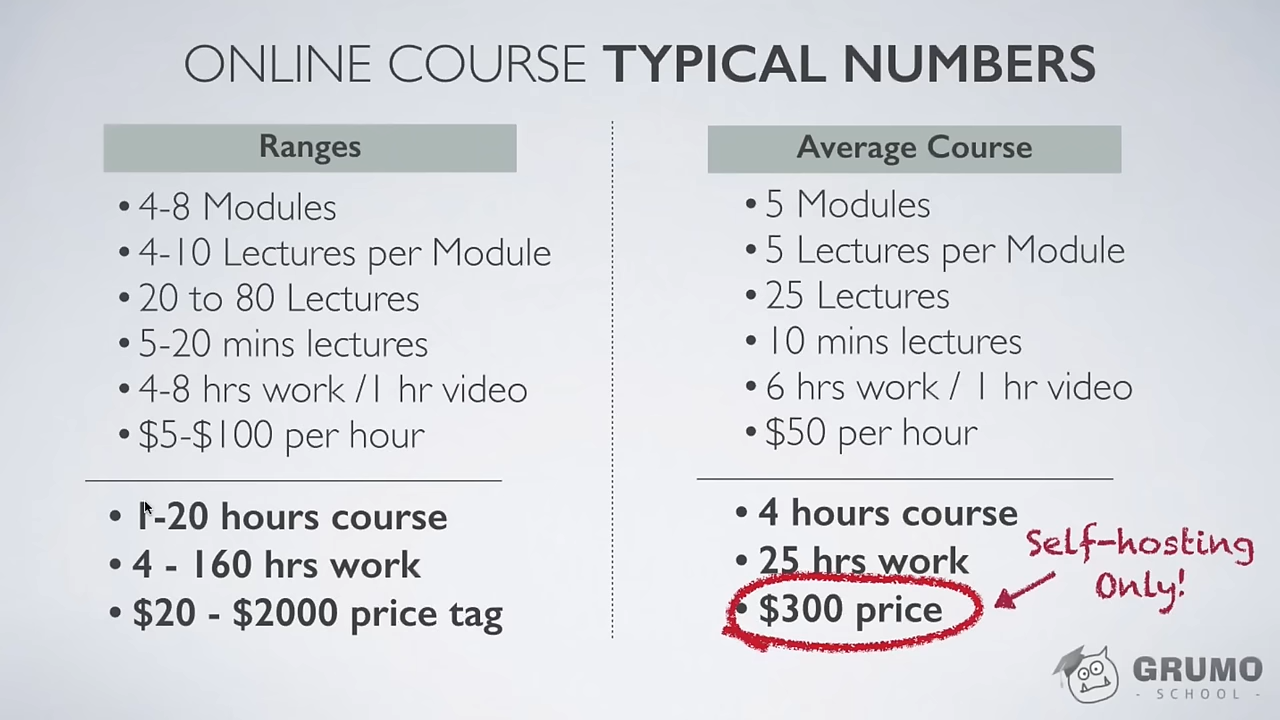 ONLINE COURSE TYPICAL NUMBERS
Ranges
• 4-8 Modules
• 4-10 Lectures per Module
• 20 to 80 Lectures
• 5-20 mins lectures
• 4-8 hrs work /1 hr video
• $5-$100 per hour
• 1-20 hours course
• 4 - 160 hrs work
• $20 - $2000 price tag
Average Course
• 5 Modules
• 5 Lectures per Module
• 25 Lectures
• 10 mins lectures
• 6 hrs work / 1 hr video
• $50 per hour
• 4 hours course
• 25 hrs work
• $300 price
Self-hosting
Only!
GRUMO
- SCHOOL -